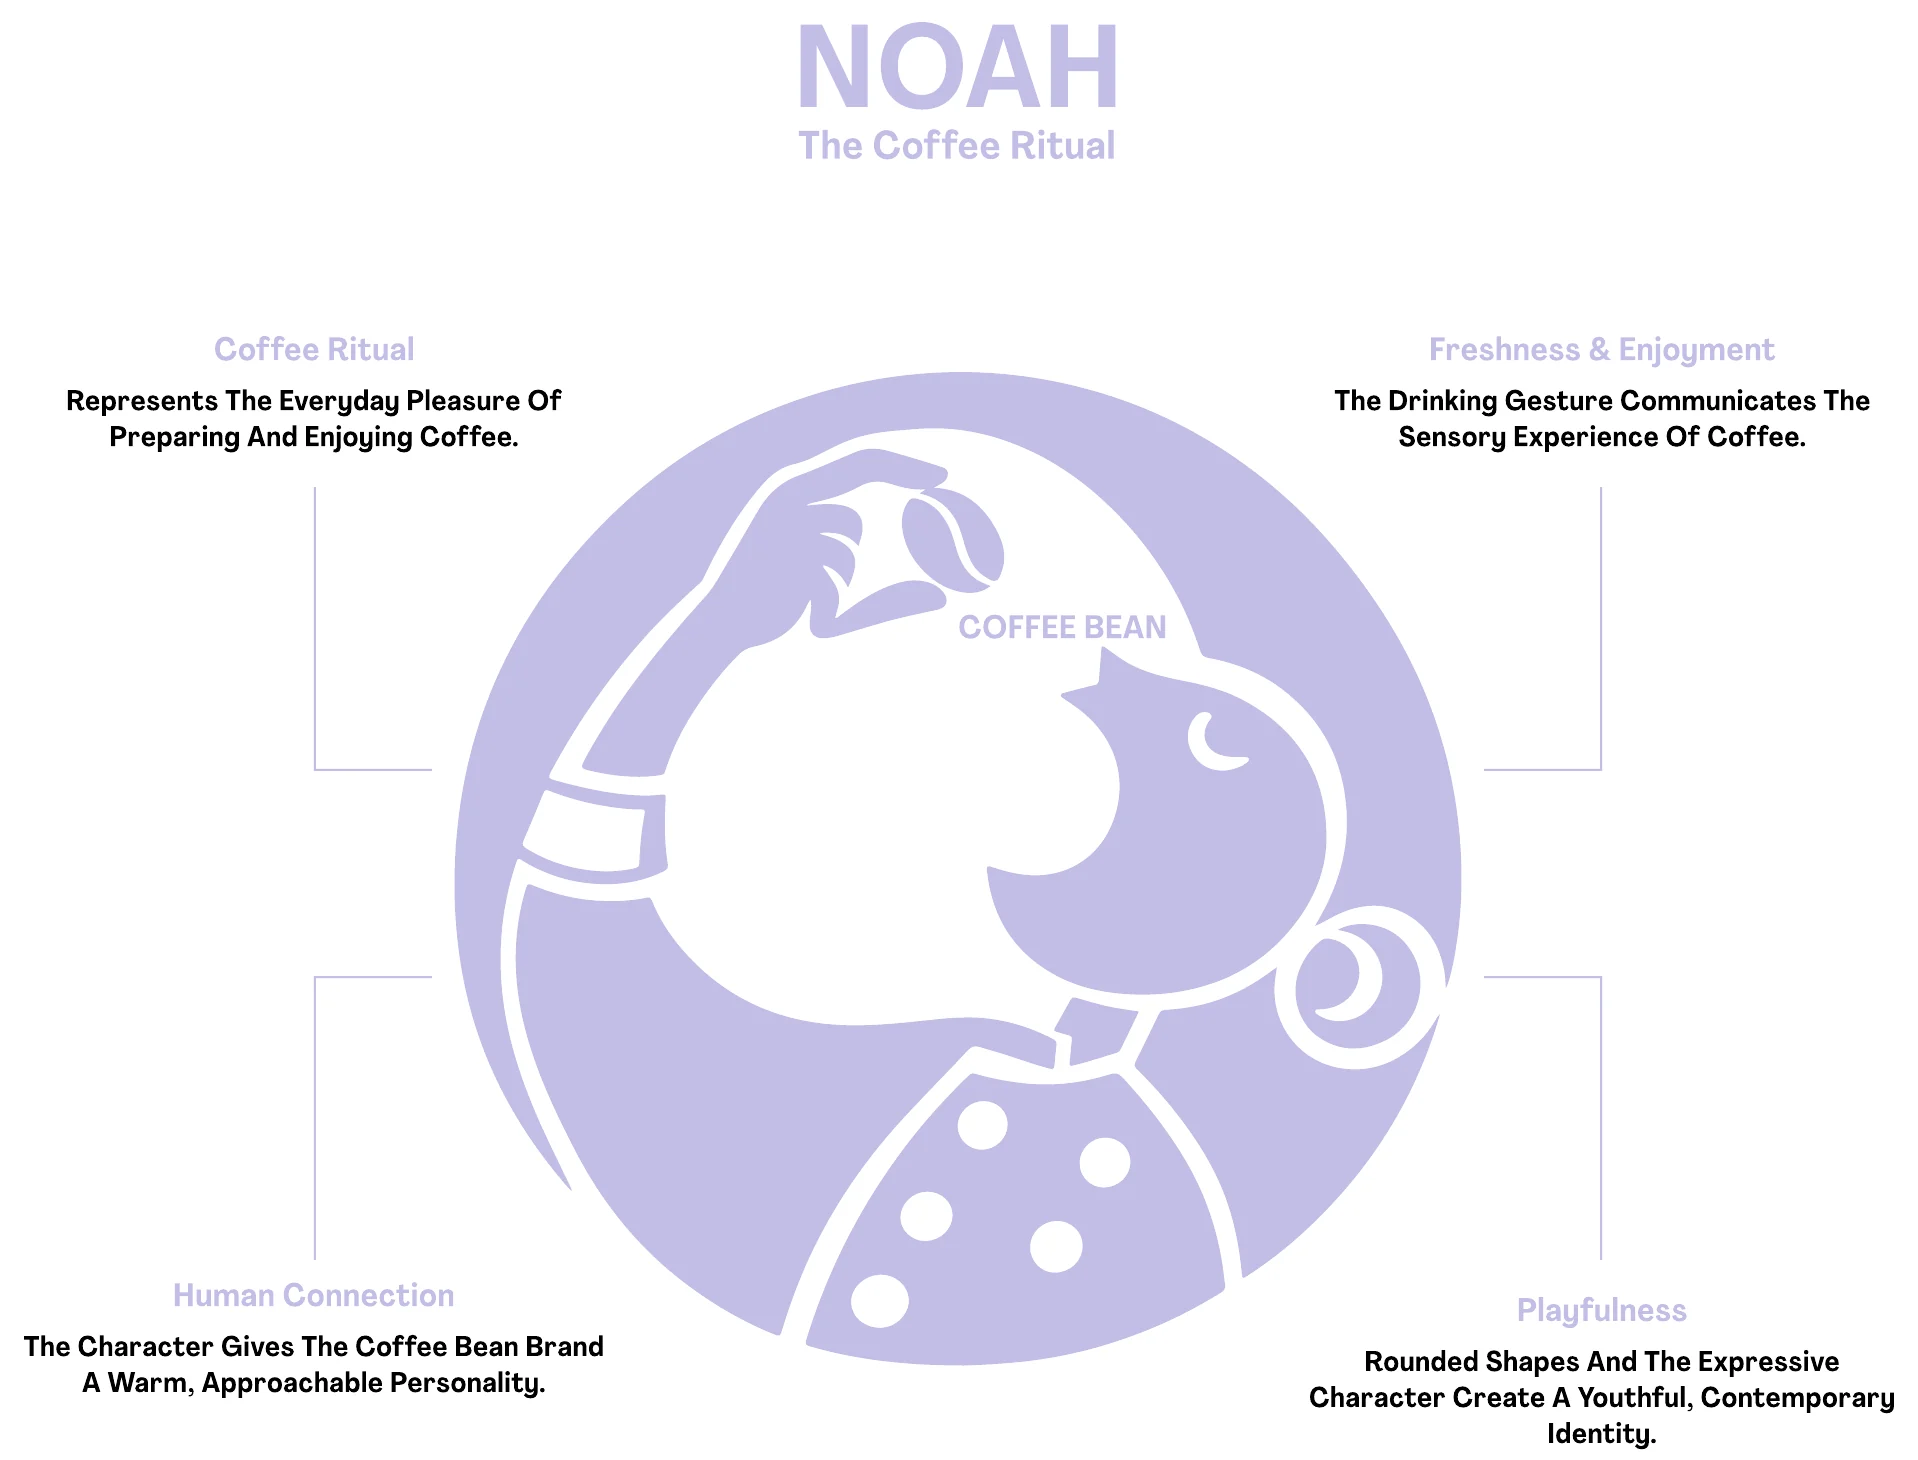 NOAH
The Coffee Ritual
Coffee Ritual
Represents The Everyday Pleasure Of
Preparing And Enjoying Coffee.
Freshness & Enjoyment
The Drinking Gesture Communicates The
Sensory Experience Of Coffee.
COFFEE BEAN
Human Connection
The Character Gives The Coffee Bean Brand
A Warm, Approachable Personality.
Playfulness
Rounded Shapes And The Expressive
Character Create A Youthful, Contemporary
Identity.